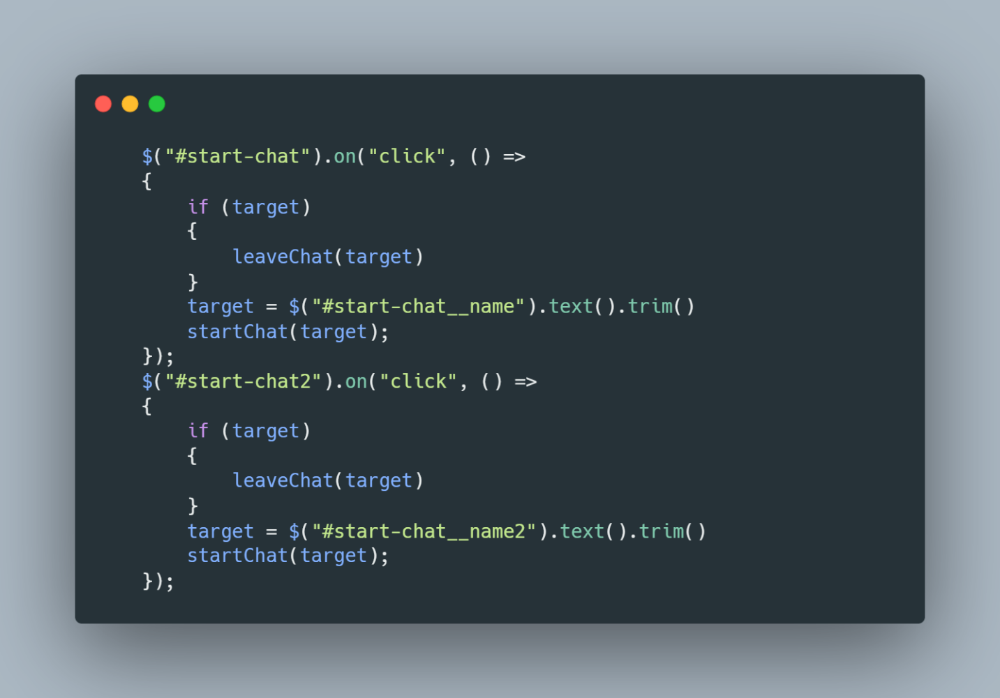 $("#start-chat").on("click", () =>
{
    if (target)
    {
        leaveChat(target)
    }
    target = $("#start-chat__name").text().trim()
    startChat(target);
});
$("#start-chat2").on("click", () =>
{
    if (target)
    {
        leaveChat(target)
    }
    target = $("#start-chat__name2").text().trim()
    startChat(target);
});